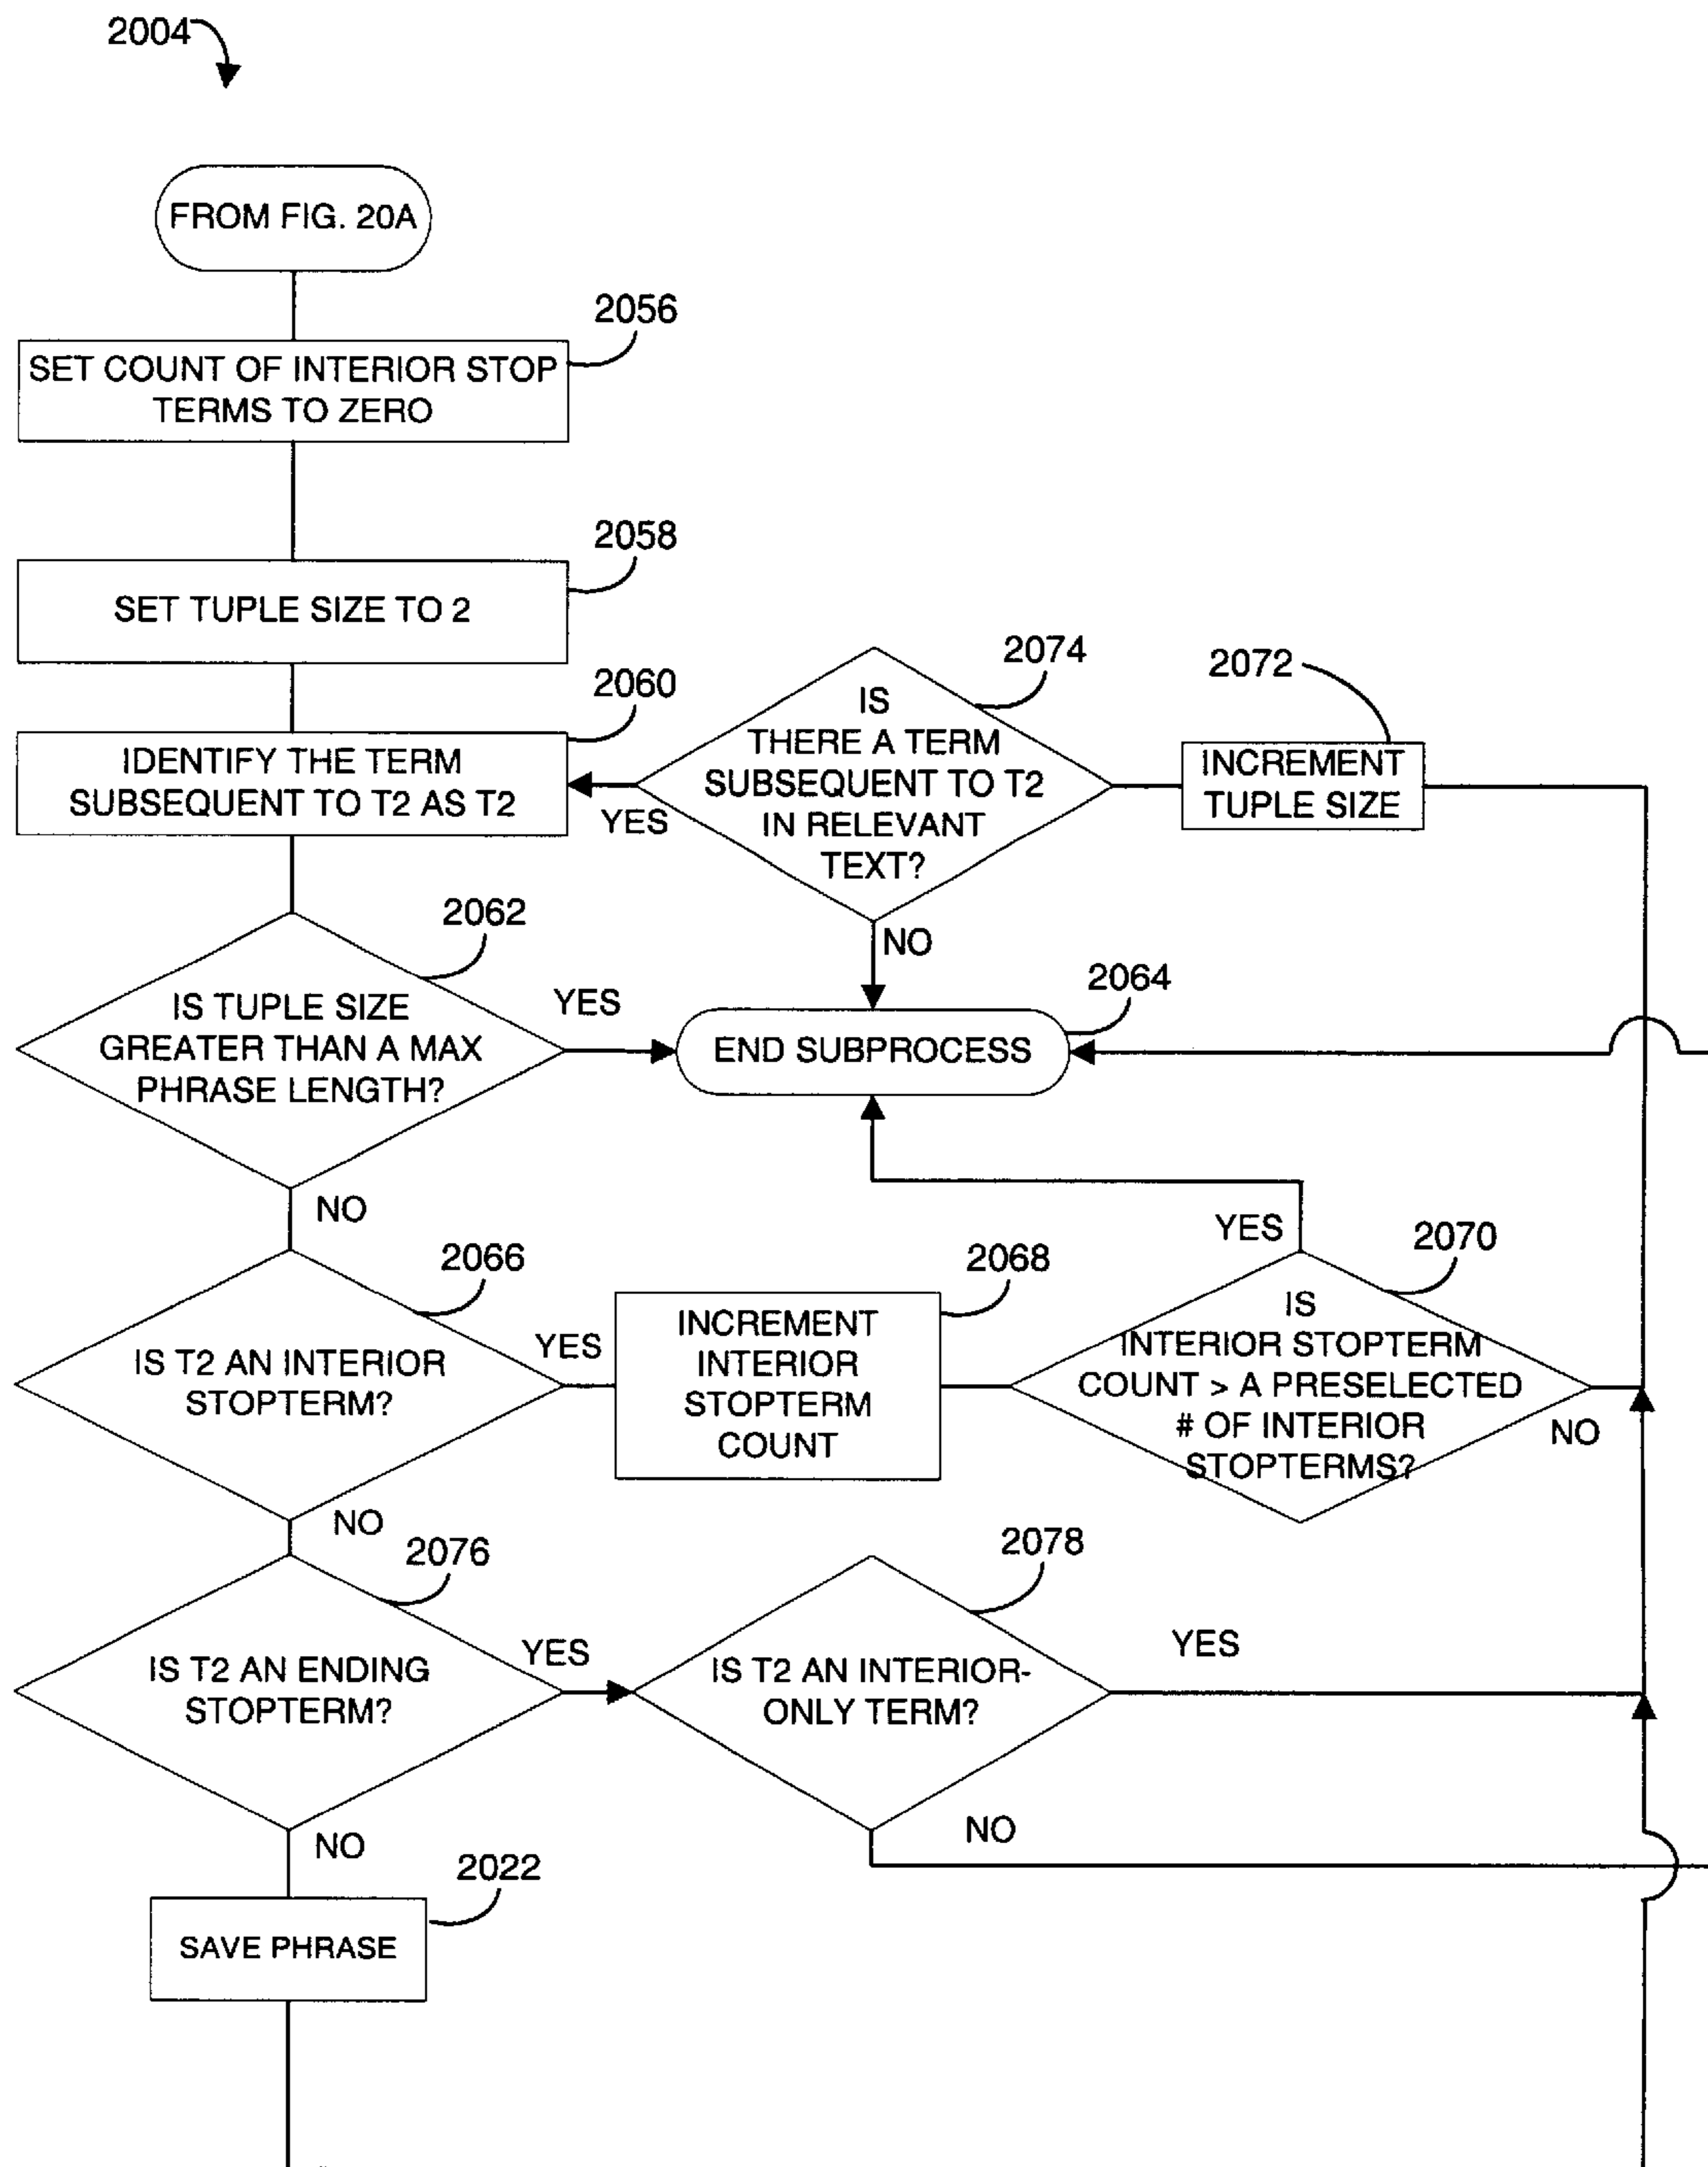 2004
FROM FIG. 20A
2056
SET COUNT OF INTERIOR STOP
TERMS TO ZERO
2058
SET TUPLE SIZE TO 2
2060
IDENTIFY THE TERM
SUBSEQUENT TO T2 AS T2
2074
IS
THERE A TERM
SUBSEQUENT TO T2
IN RELEVANT
TEXT?
YES
NO
2072
INCREMENT
TUPLE SIZE
2062
IS TUPLE SIZE
GREATER THAN A MAX
PHRASE LENGTH?
YES
NO
2064
END SUBPROCESS
2066
IS T2 AN INTERIOR
STOPTERM?
YES
NO
2068
INCREMENT
INTERIOR
STOPTERM
COUNT
2070
YES
IS
INTERIOR STOPTERM
COUNT > A PRESELECTED
# OF INTERIOR
STOPTERMS?
NO
2076
IS T2 AN ENDING
STOPTERM?
YES
NO
2078
IS T2 AN INTERIOR-
ONLY TERM?
YES
NO
2022
SAVE PHRASE